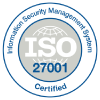 Information Security Management System
ISO
27001
Certified